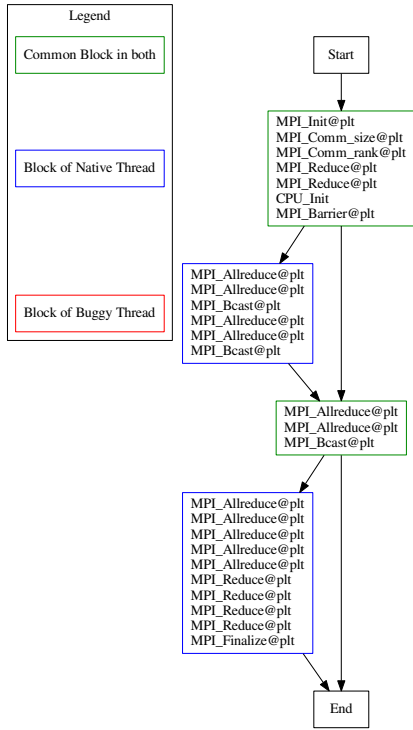 Legend
Common Block in both
Block of Native Thread
Block of Buggy Thread
Start
MPI_Init@plt
MPI_Comm_size@plt
MPI_Comm_rank@plt
MPI_Reduce@plt
MPI_Reduce@plt
CPU_Init
MPI_Barrier@plt
MPI_Allreduce@plt
MPI_Allreduce@plt
MPI_Bcast@plt
MPI_Allreduce@plt
MPI_Allreduce@plt
MPI_Bcast@plt
MPI_Allreduce@plt
MPI_Allreduce@plt
MPI_Bcast@plt
MPI_Allreduce@plt
MPI_Allreduce@plt
MPI_Allreduce@plt
MPI_Allreduce@plt
MPI_Allreduce@plt
MPI_Reduce@plt
MPI_Reduce@plt
MPI_Reduce@plt
MPI_Reduce@plt
MPI_Finalize@plt
End